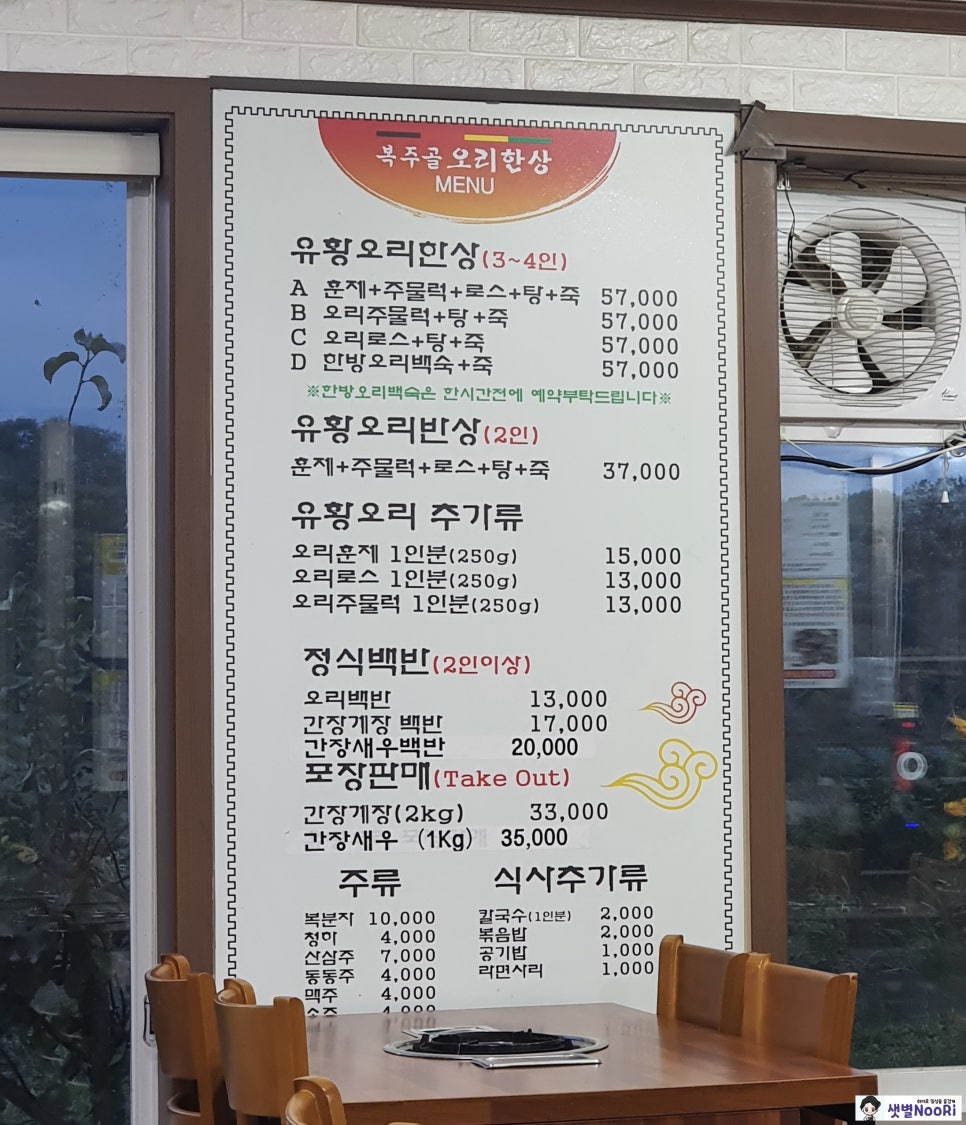 복주골 오리한상
MENU
유황오리한상(3~4인)
A 훈제+주물럭+로스+탕+죽 57,000
B 오리주물럭+탕+죽 57,000
C 오리로스+탕+죽 57,000
D 한방오리백숙+죽 57,000
※한방오리백숙은 한시간전에 예약부탁드립니다※
유황오리반상(2인)
훈제+주물럭+로스+탕+죽 37,000
유황오리 추가류
오리훈제 1인분(250g) 15,000
오리로스 1인분(250g) 13,000
오리주물럭 1인분(250g) 13,000
정식백반(2인이상)
오리백반 13,000
간장게장 백반 17,000
간장새우백반 20,000
포장판매(Take Out)
간장게장(2kg) 33,000
간장새우 (1Kg) 35,000
주류
복분자 10,000
청하 4,000
산삼주 7,000
동동주 4,000
맥주 4,000
소주 4,000
식사추가류
칼국수(1인분) 2,000
볶음밥 2,000
공기밥 1,000
라면사리 1,000
샛별NooRi